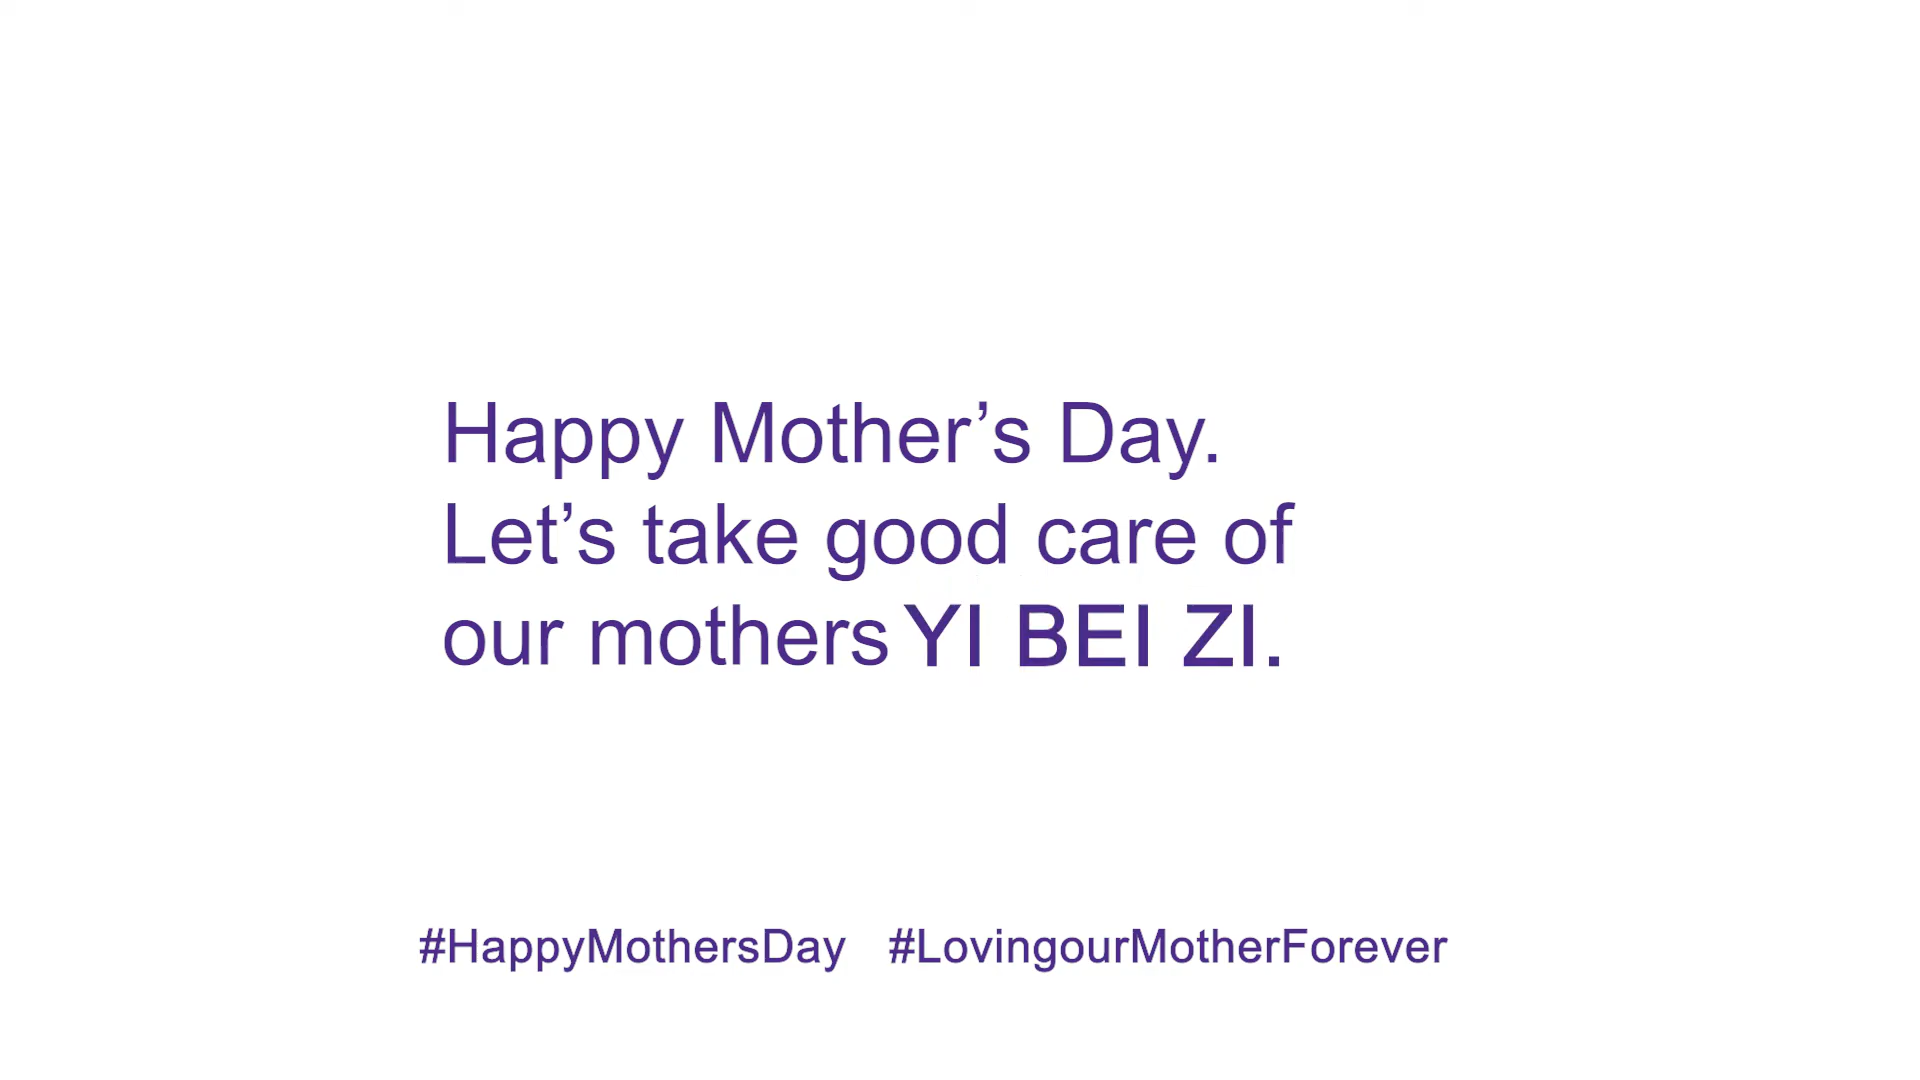 Happy Mother’s Day.
Let’s take good care of
our mothers YI BEI ZI.
#HappyMothersDay #LovingourMotherForever